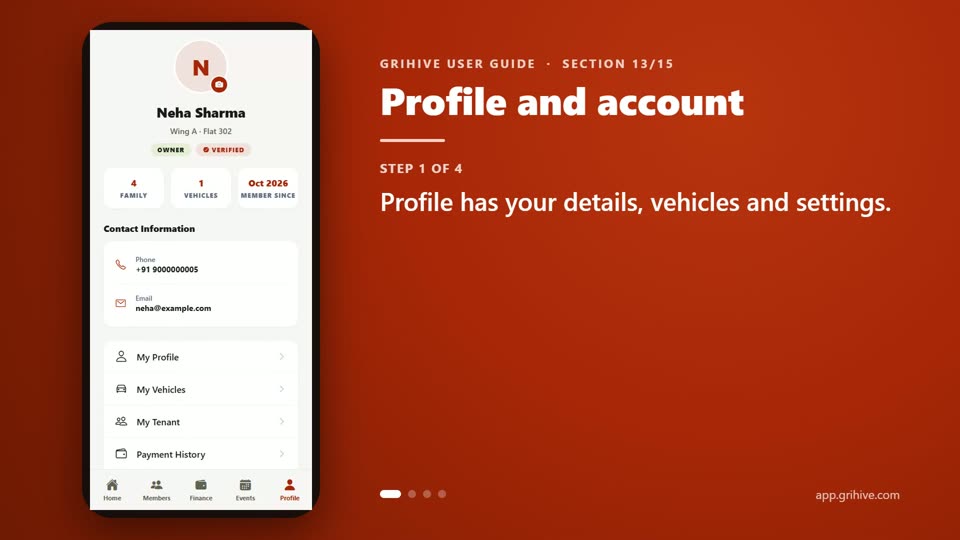 N
Neha Sharma
Wing A · Flat 302
OWNER
VERIFIED
4
FAMILY
1
VEHICLES
Oct 2026
MEMBER SINCE
Contact Information
Phone
+91 9000000005
Email
neha@example.com
My Profile
My Vehicles
My Tenant
Payment History
Home
Members
Finance
Events
Profile
GRIHIVE USER GUIDE · SECTION 13/15
Profile and account
STEP 1 OF 4
Profile has your details, vehicles and settings.
app.grihive.com